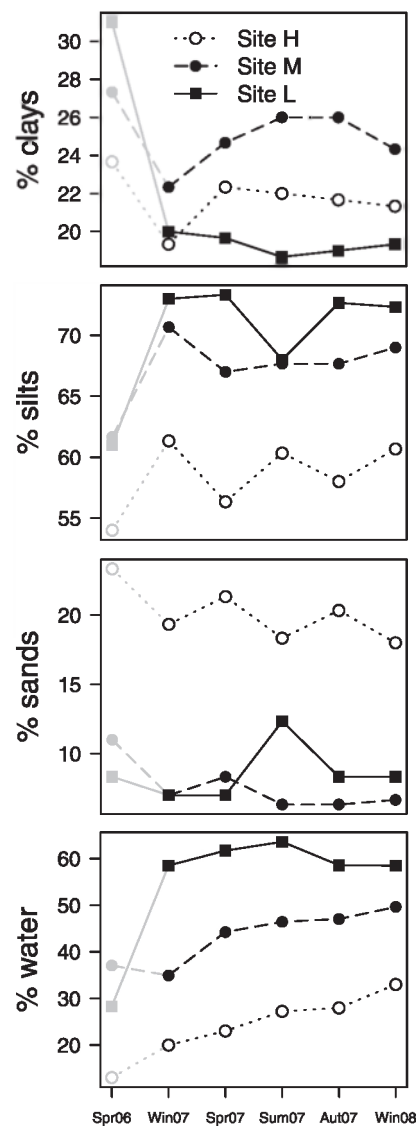 Site H
Site M
Site L
% clays
30
28
26
24
22
20
% silts
70
65
60
55
% sands
20
15
10
% water
60
50
40
30
20
Spr06 Win07 Spr07 Sum07 Aut07 Win08